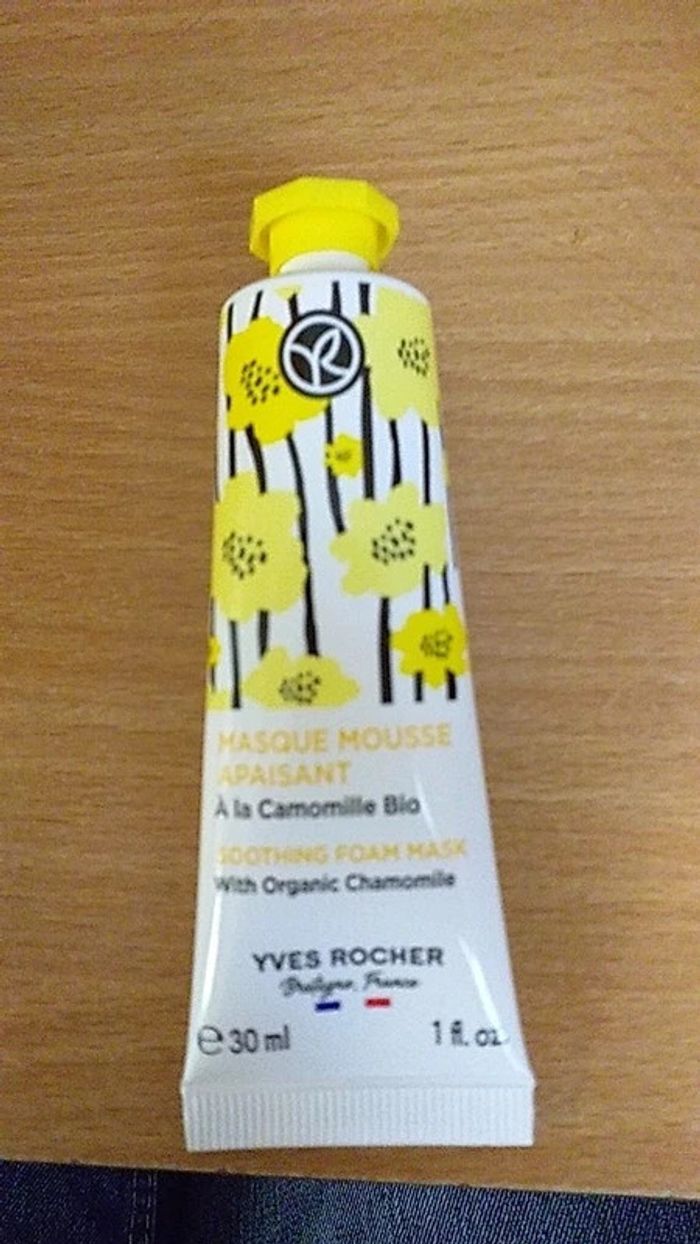 MASQUE MOUSSE
APAISANT
À la Camomille Bio
SOOTHING FOAM MASK
With Organic Chamomile
YVES ROCHER
Bretagne, France
e 30 ml 1 fl. oz.